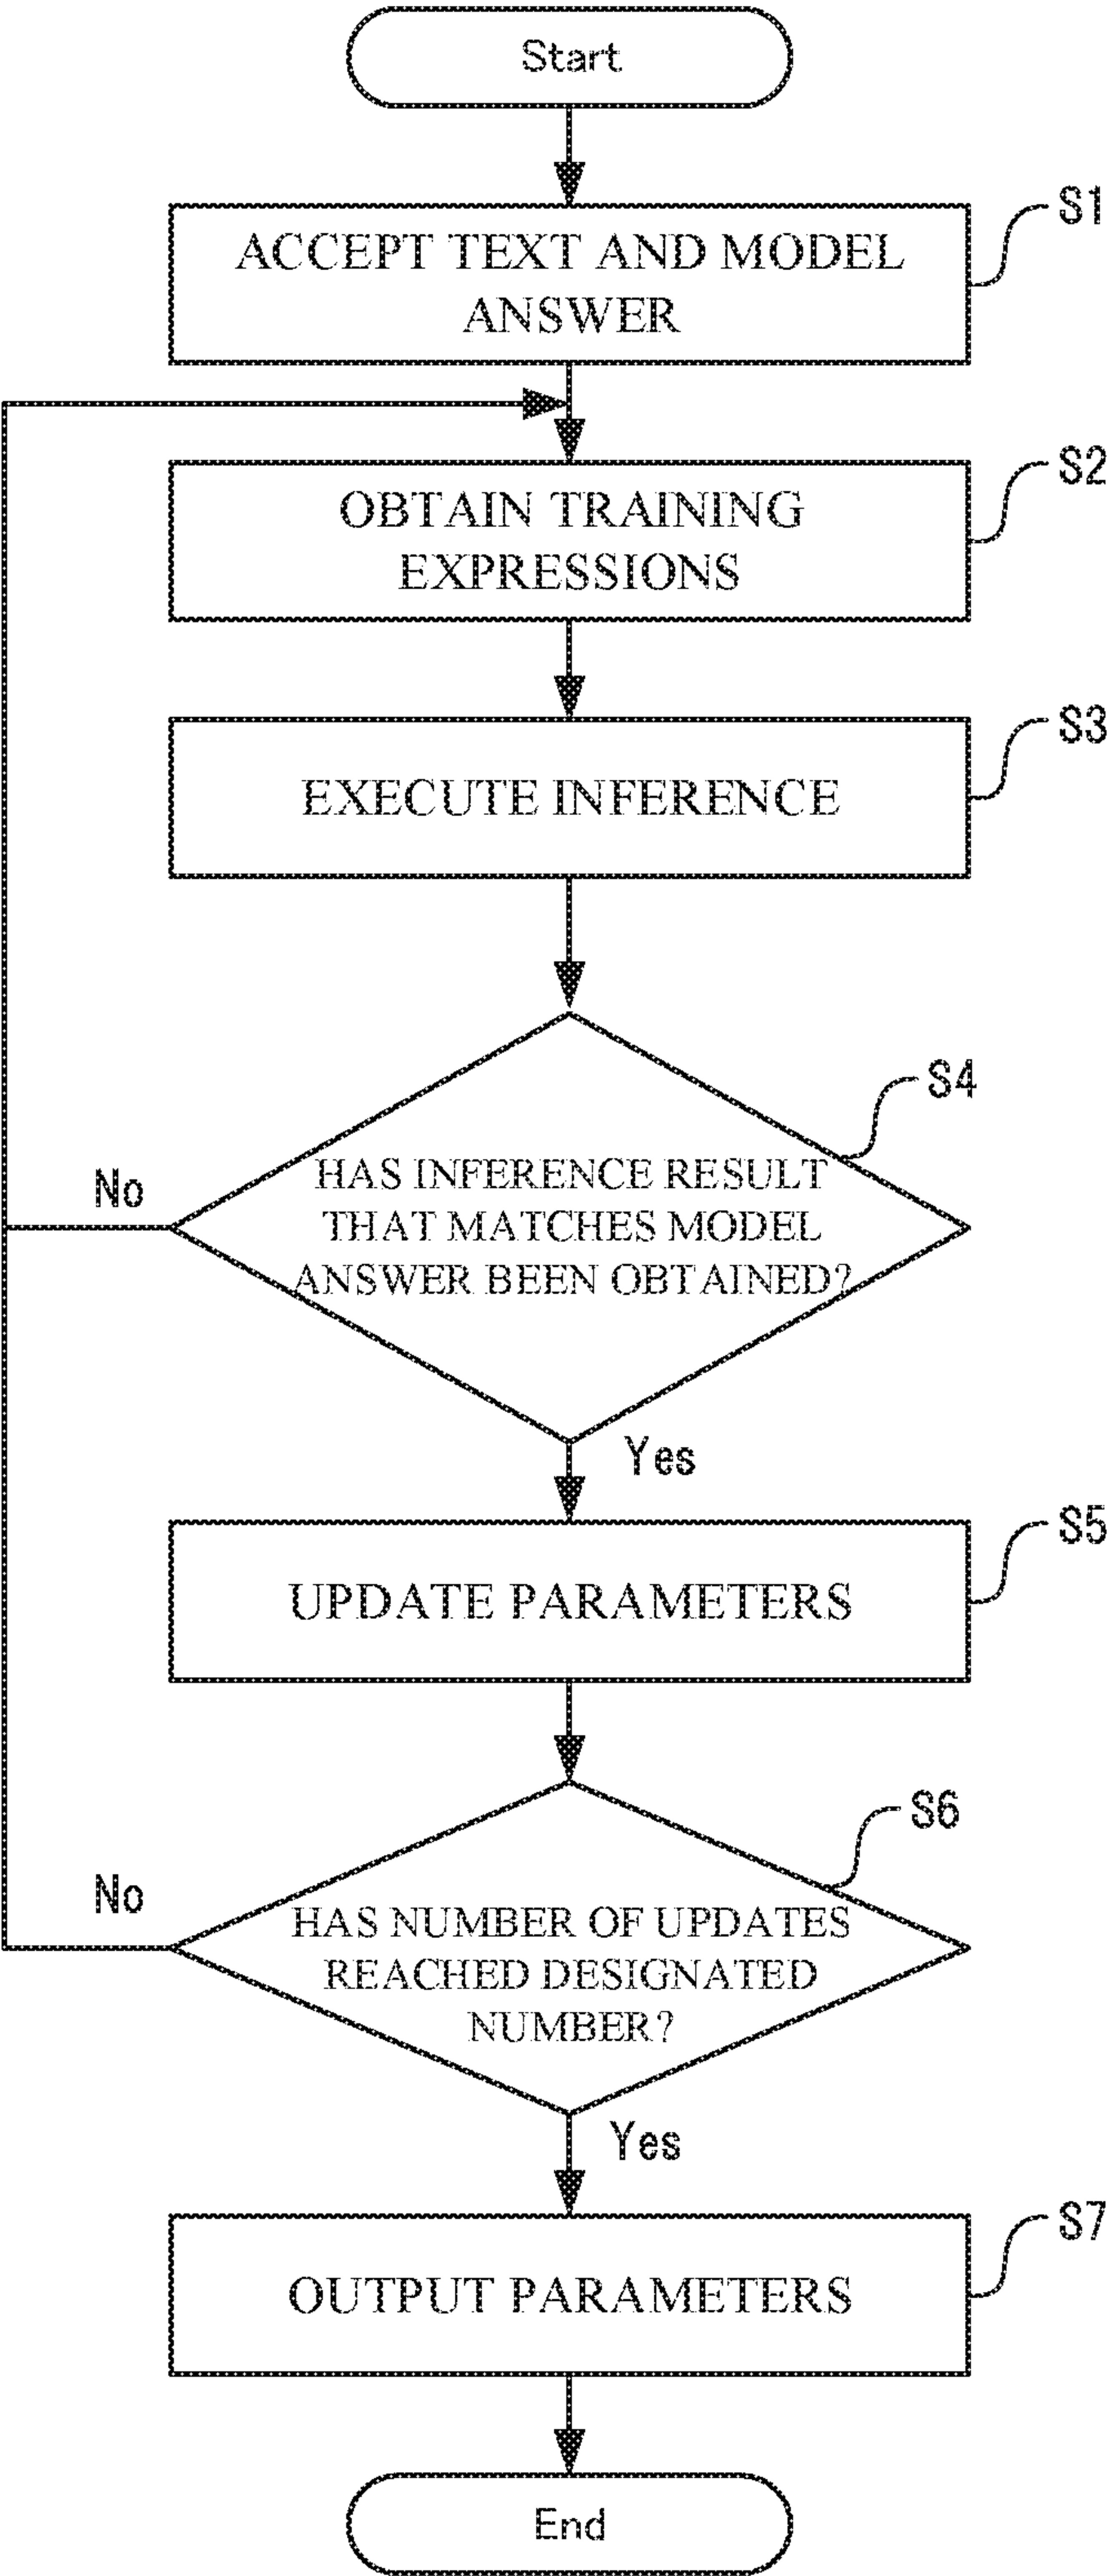 Start
S1
ACCEPT TEXT AND MODEL
ANSWER
S2
OBTAIN TRAINING
EXPRESSIONS
S3
EXECUTE INFERENCE
S4
No
HAS INFERENCE RESULT
THAT MATCHES MODEL
ANSWER BEEN OBTAINED?
Yes
S5
UPDATE PARAMETERS
S6
No
HAS NUMBER OF UPDATES
REACHED DESIGNATED
NUMBER?
Yes
S7
OUTPUT PARAMETERS
End